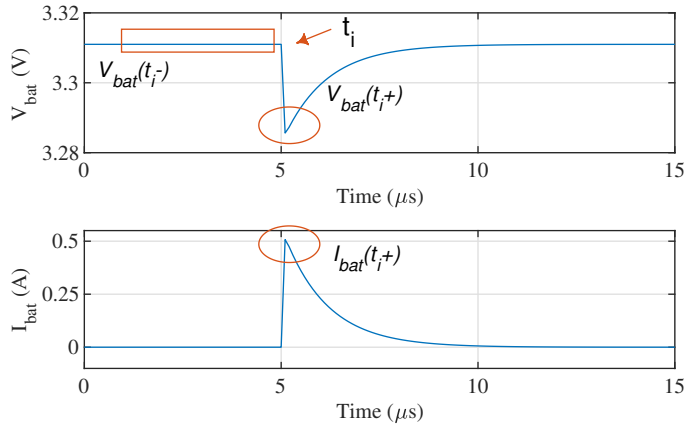 3.32
3.3
3.28
V_bat (V)
t_i
V_bat(t_i-)
V_bat(t_i+)
0 5 10 15
Time (μs)
0.5
0.25
0
I_bat (A)
I_bat(t_i+)
0 5 10 15
Time (μs)